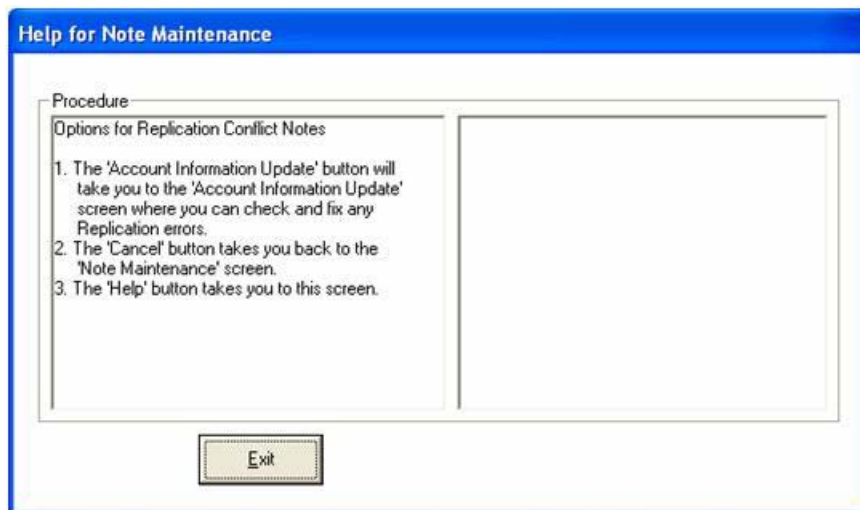 Help for Note Maintenance
Procedure
Options for Replication Conflict Notes
1. The 'Account Information Update' button will
take you to the 'Account Information Update'
screen where you can check and fix any
Replication errors.
2. The 'Cancel' button takes you back to the
'Note Maintenance' screen.
3. The 'Help' button takes you to this screen.
Exit